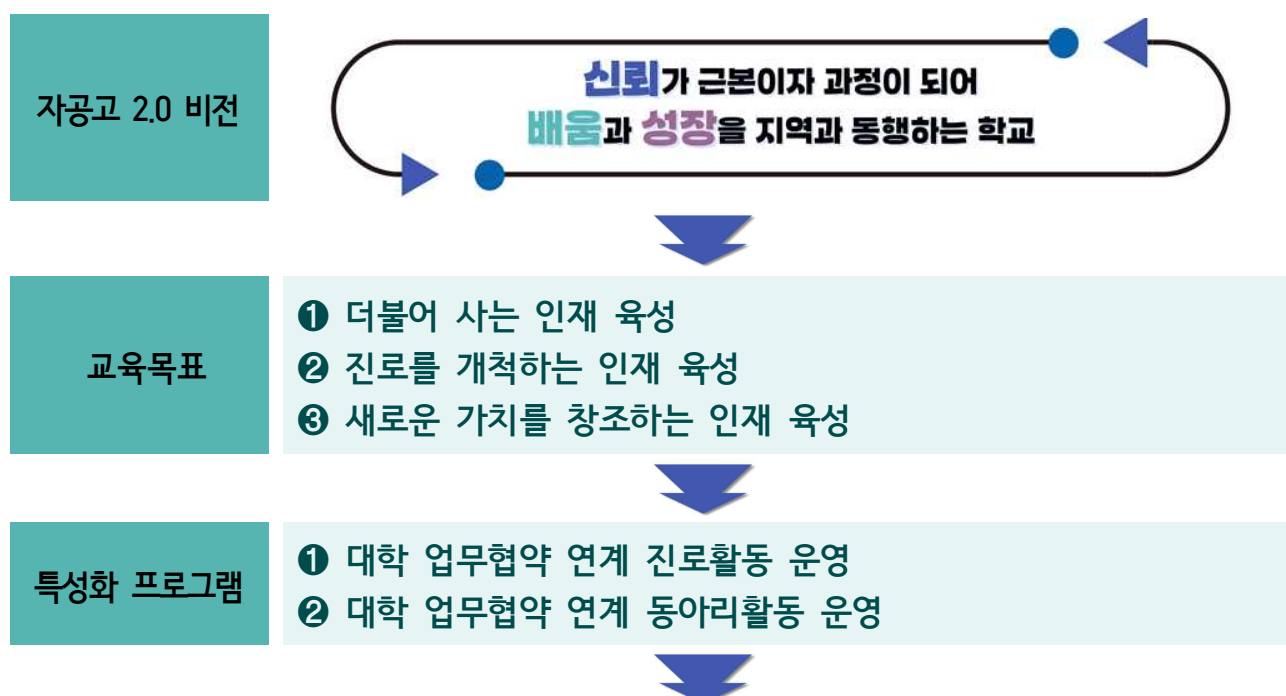 자공고 2.0 비전
신뢰가 근본이자 과정이 되어
배움과 성장을 지역과 동행하는 학교
교육목표
❶ 더불어 사는 인재 육성
❷ 진로를 개척하는 인재 육성
❸ 새로운 가치를 창조하는 인재 육성
특성화 프로그램
❶ 대학 업무협약 연계 진로활동 운영
❷ 대학 업무협약 연계 동아리활동 운영